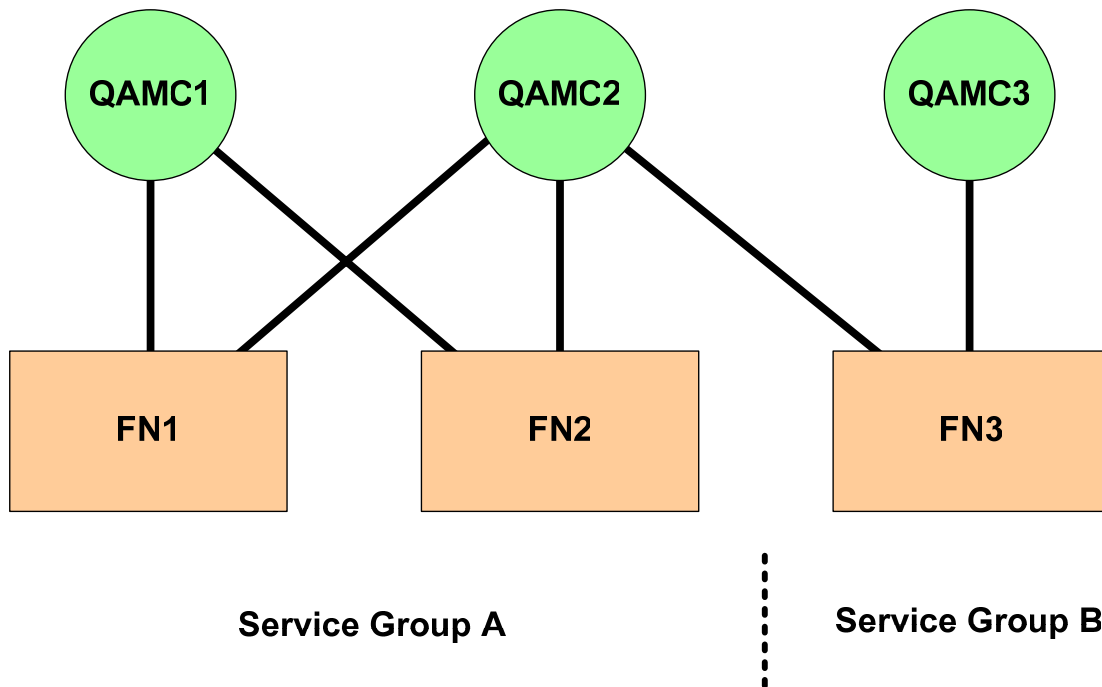 QAMC1
QAMC2
QAMC3
FN1
FN2
FN3
Service Group A
Service Group B